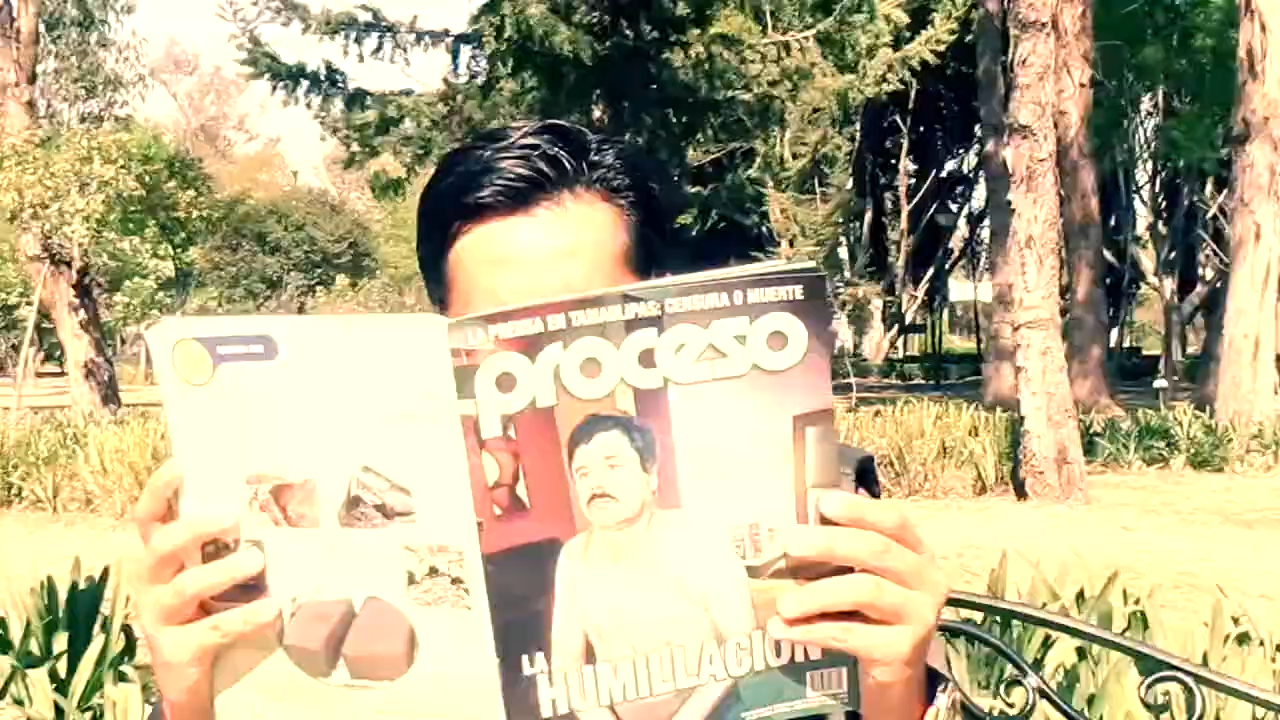 LA PRENSA EN TAMAULIPAS: CENSURA O MUERTE
proceso
LA
HUMILLACIÓN